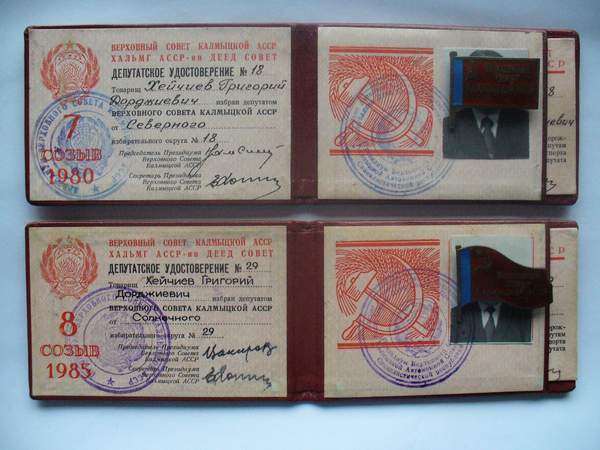 ВЕРХОВНЫЙ СОВЕТ КАЛМЫЦКОЙ АССР
ХАЛЬМГ АССР-ин ДЕЕД СОВЕТ
ДЕПУТАТСКОЕ УДОСТОВЕРЕНИЕ № 18
Товарищ Хейчиев Григорий
Дорджиевич избран депутатом
ВЕРХОВНОГО СОВЕТА КАЛМЫЦКОЙ АССР
от Северного
избирательного округа № 18
Председатель Президиума
Верховного Совета
Калмыцкой АССР
Секретарь Президиума
Верховного Совета
Калмыцкой АССР
7
СОЗЫВ
1980
ВЕРХОВНЫЙ СОВЕТ КАЛМЫЦКОЙ АССР
ХАЛЬМГ АССР-ин ДЕЕД СОВЕТ
ДЕПУТАТСКОЕ УДОСТОВЕРЕНИЕ № 29
Товарищ Хейчиев Григорий
Дорджиевич избран депутатом
ВЕРХОВНОГО СОВЕТА КАЛМЫЦКОЙ АССР
от Солнечного
избирательного округа № 29
Председатель Президиума
Верховного Совета
Калмыцкой АССР
Секретарь Президиума
Верховного Совета
Калмыцкой АССР
8
СОЗЫВ
1985